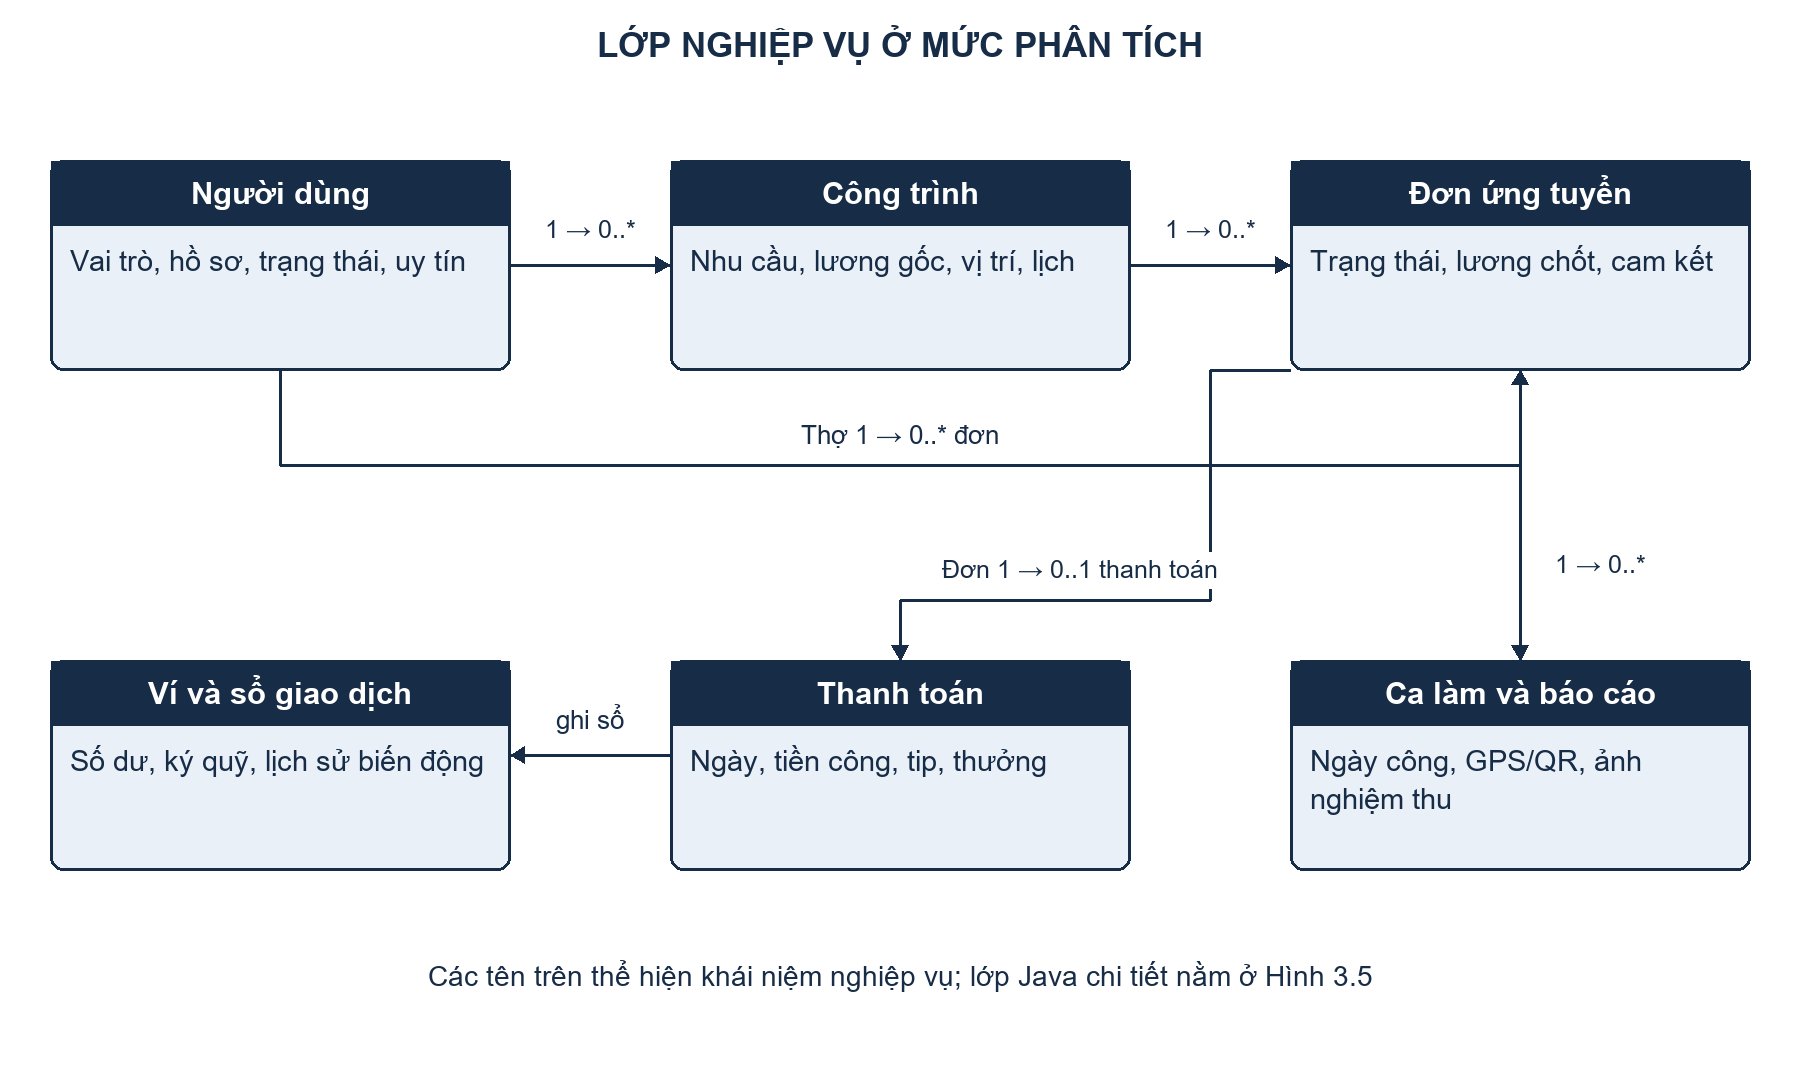 LỚP NGHIỆP VỤ Ở MỨC PHÂN TÍCH
Người dùng
Vai trò, hồ sơ, trạng thái, uy tín
1 → 0..*
Công trình
Nhu cầu, lương gốc, vị trí, lịch
1 → 0..*
Đơn ứng tuyển
Trạng thái, lương chốt, cam kết
Thợ 1 → 0..* đơn
Đơn 1 → 0..1 thanh toán
1 → 0..*
Ví và sổ giao dịch
Số dư, ký quỹ, lịch sử biến động
ghi sổ
Thanh toán
Ngày, tiền công, tip, thưởng
Ca làm và báo cáo
Ngày công, GPS/QR, ảnh
nghiệm thu
Các tên trên thể hiện khái niệm nghiệp vụ; lớp Java chi tiết nằm ở Hình 3.5